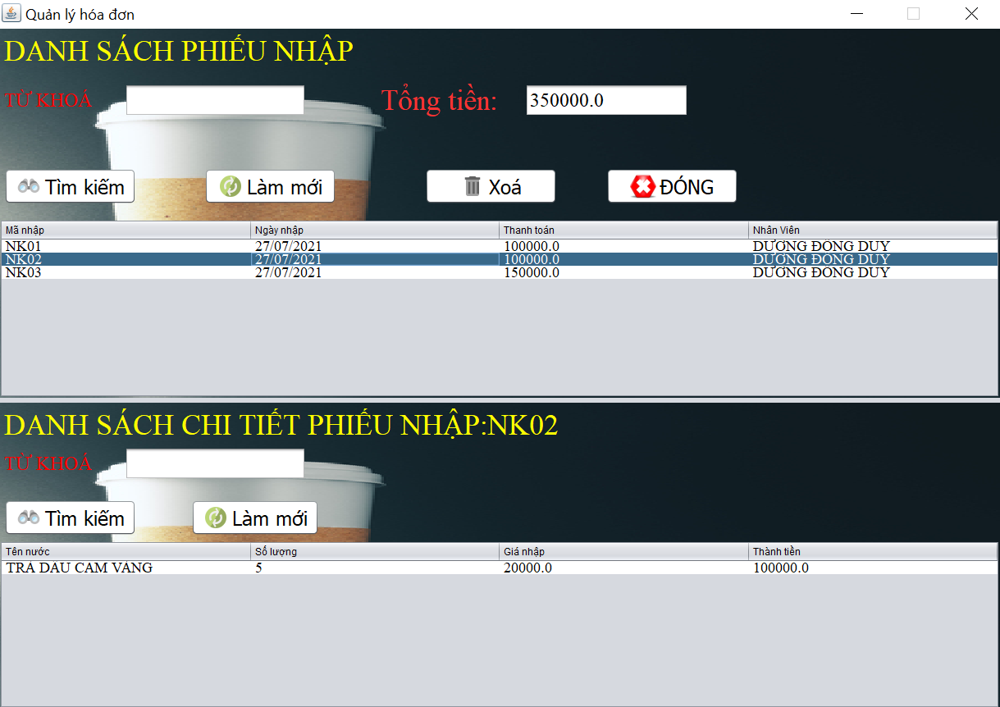 Quản lý hóa đơn
DANH SÁCH PHIẾU NHẬP
TỪ KHOÁ
Tổng tiền: 350000.0
Tìm kiếm Làm mới Xoá ĐÓNG
Mã nhập Ngày nhập Thanh toán Nhân Viên
NK01 27/07/2021 100000.0 DƯƠNG ĐÔNG DUY
NK02 27/07/2021 100000.0 DƯƠNG ĐÔNG DUY
NK03 27/07/2021 150000.0 DƯƠNG ĐÔNG DUY
DANH SÁCH CHI TIẾT PHIẾU NHẬP:NK02
TỪ KHOÁ
Tìm kiếm Làm mới
Tên nước Số lượng Giá nhập Thành tiền
TRÀ DÂU CAM VÀNG 5 20000.0 100000.0